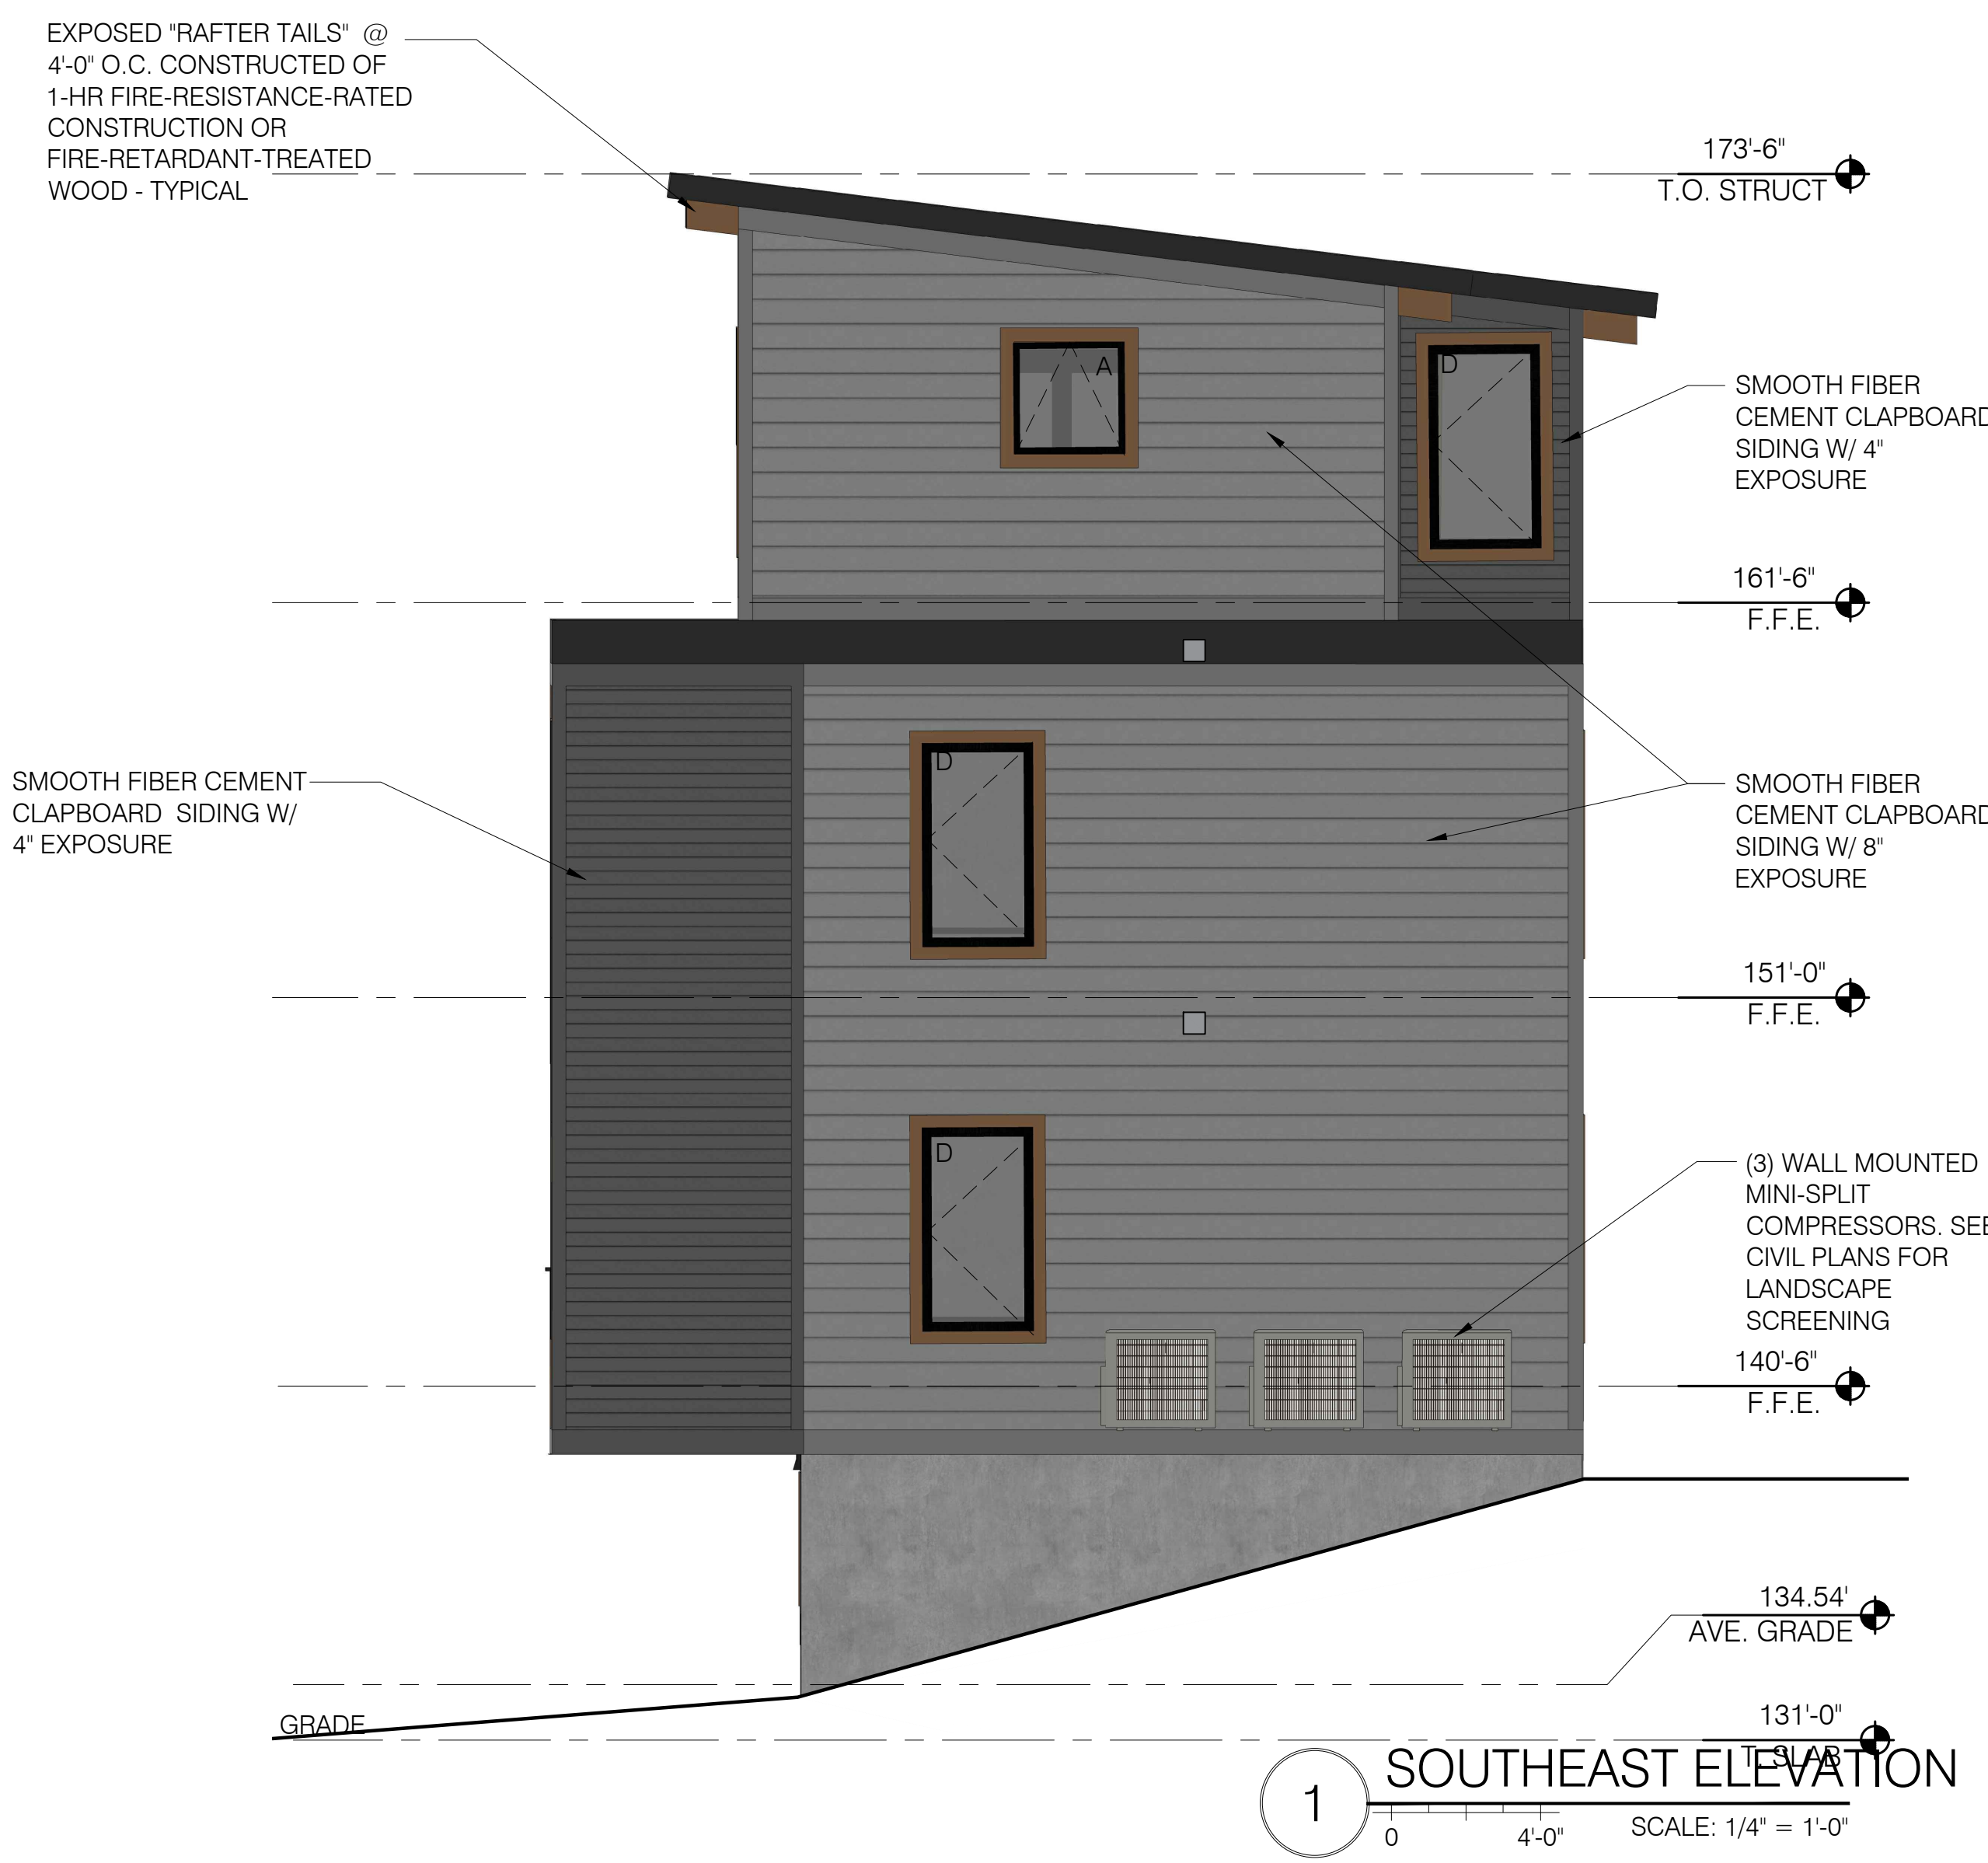 EXPOSED "RAFTER TAILS" @
4'-0" O.C. CONSTRUCTED OF
1-HR FIRE-RESISTANCE-RATED
CONSTRUCTION OR
FIRE-RETARDANT-TREATED
WOOD - TYPICAL
173'-6"
T.O. STRUCT
A
D
SMOOTH FIBER
CEMENT CLAPBOARD
SIDING W/ 4"
EXPOSURE
161'-6"
F.F.E.
SMOOTH FIBER CEMENT
CLAPBOARD SIDING W/
4" EXPOSURE
D
SMOOTH FIBER
CEMENT CLAPBOARD
SIDING W/ 8"
EXPOSURE
151'-0"
F.F.E.
D
(3) WALL MOUNTED
MINI-SPLIT
COMPRESSORS. SEE
CIVIL PLANS FOR
LANDSCAPE
SCREENING
140'-6"
F.F.E.
134.54'
AVE. GRADE
GRADE
131'-0"
T. SLAB
1
SOUTHEAST ELEVATION
0 4'-0"
SCALE: 1/4" = 1'-0"